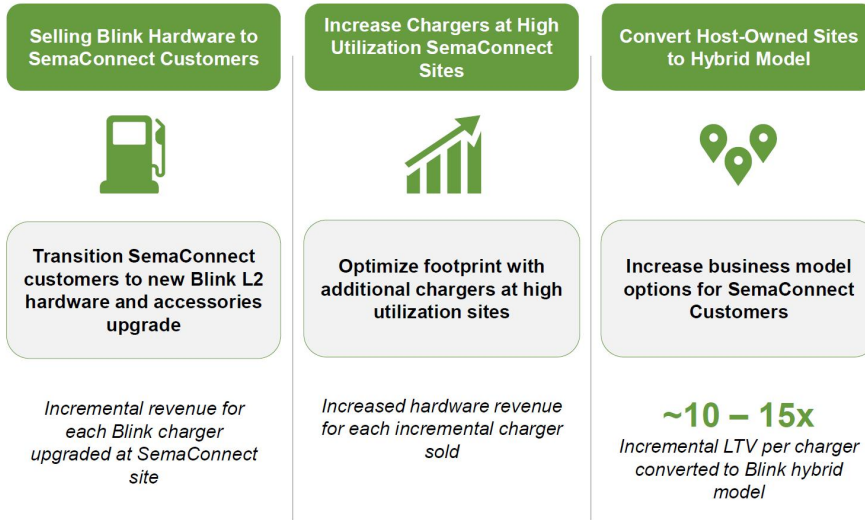 Selling Blink Hardware to
SemaConnect Customers
Transition SemaConnect
customers to new Blink L2
hardware and accessories
upgrade
Incremental revenue for
each Blink charger
upgraded at SemaConnect
site
Increase Chargers at High
Utilization SemaConnect
Sites
Optimize footprint with
additional chargers at high
utilization sites
Increased hardware revenue
for each incremental charger
sold
Convert Host-Owned Sites
to Hybrid Model
Increase business model
options for SemaConnect
Customers
~10 – 15x
Incremental LTV per charger
converted to Blink hybrid
model